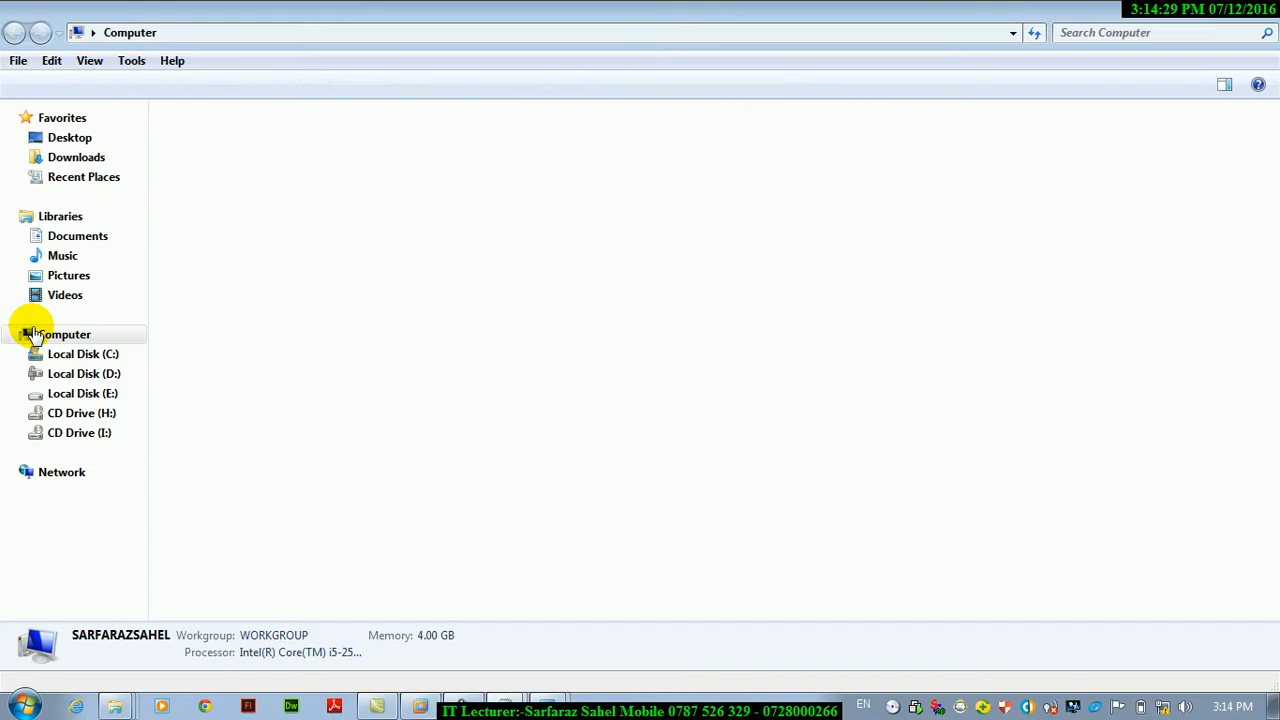 3:14:29 PM 07/12/2016
Computer
Search Computer
File Edit View Tools Help
Favorites
Desktop
Downloads
Recent Places
Libraries
Documents
Music
Pictures
Videos
Computer
Local Disk (C:)
Local Disk (D:)
Local Disk (E:)
CD Drive (H:)
CD Drive (I:)
Network
SARFARAZSAHEL Workgroup: WORKGROUP Memory: 4.00 GB
Processor: Intel(R) Core(TM) i5-25...
EN 3:14 PM
IT Lecturer:-Sarfaraz Sahel Mobile 0787 526 329 - 0728000266